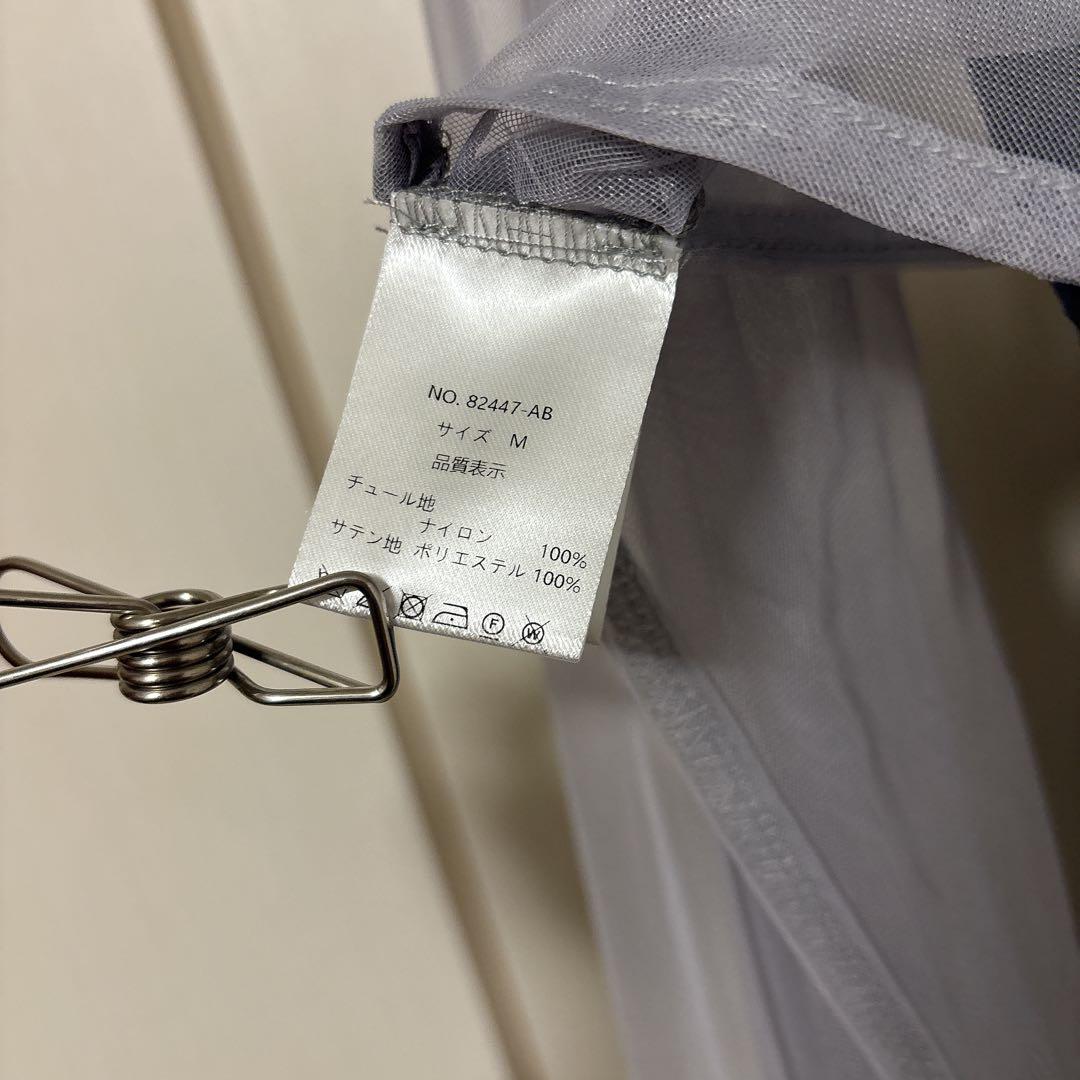 NO. 82447-AB
サイズ M
品質表示
チュール地
ナイロン 100%
サテン地 ポリエステル 100%
F W